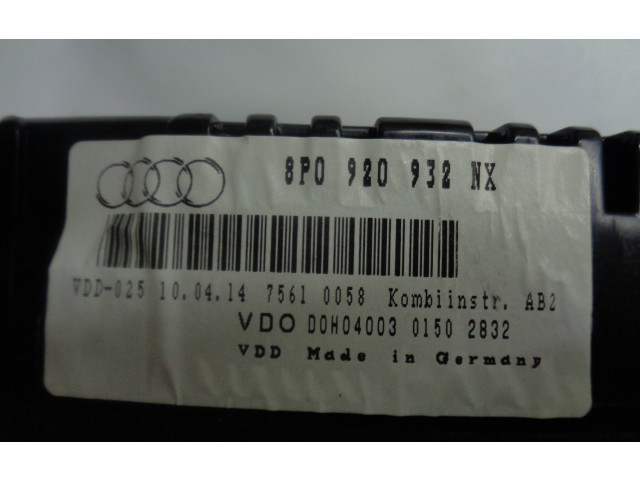 8P0 920 932 NX
VDD-025 10.04.14 7561 0058 Kombiinstr. AB2
VDO D0H04003 0150 2832
VDD Made in Germany